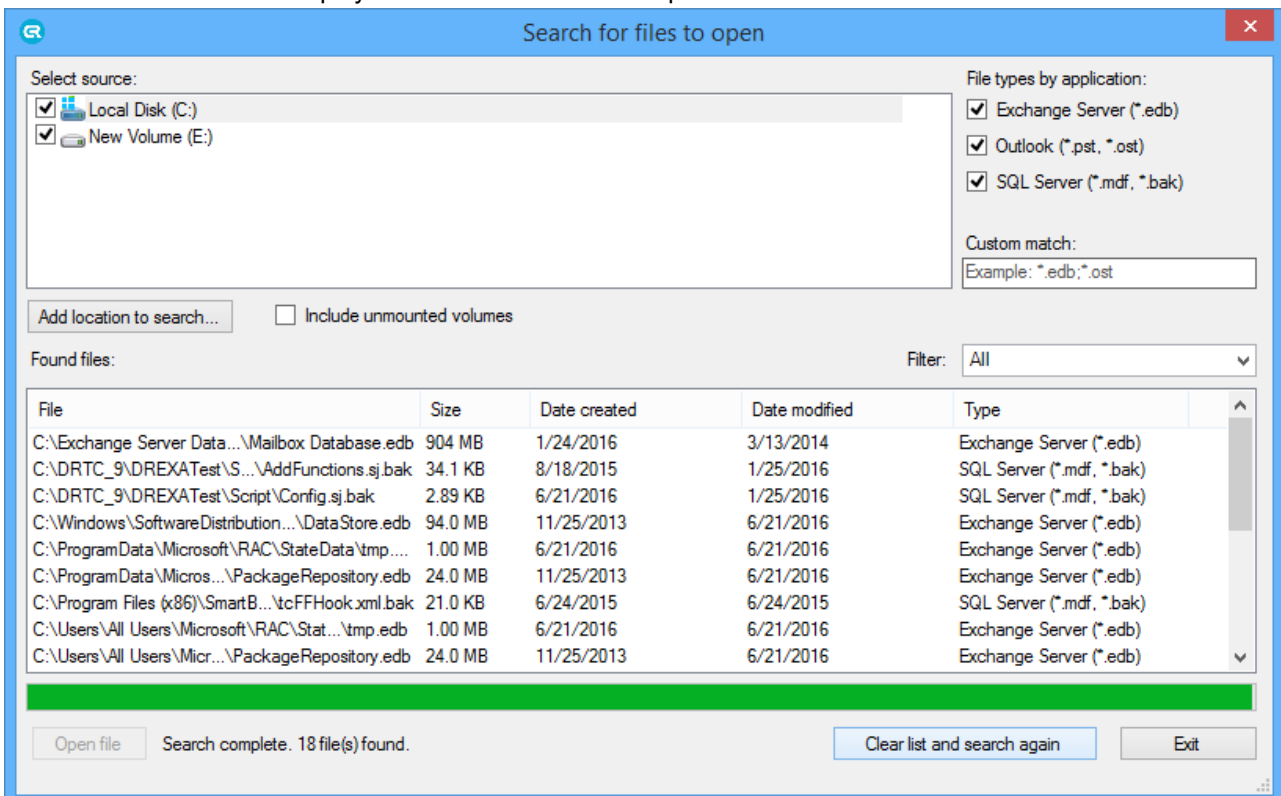 Search for files to open
Select source:
File types by application:
Local Disk (C:)
New Volume (E:)
Exchange Server (*.edb)
Outlook (*.pst, *.ost)
SQL Server (*.mdf, *.bak)
Custom match:
Example: *.edb;*.ost
Add location to search...
Include unmounted volumes
Found files:
Filter: All
File Size Date created Date modified Type
C:\Exchange Server Data...\Mailbox Database.edb 904 MB 1/24/2016 3/13/2014 Exchange Server (*.edb)
C:\DRTC_9\DREXATest\S...\AddFunctions.sj.bak 34.1 KB 8/18/2015 1/25/2016 SQL Server (*.mdf, *.bak)
C:\DRTC_9\DREXATest\Script\Config.sj.bak 2.89 KB 6/21/2016 1/25/2016 SQL Server (*.mdf, *.bak)
C:\Windows\SoftwareDistribution...\DataStore.edb 94.0 MB 11/25/2013 6/21/2016 Exchange Server (*.edb)
C:\ProgramData\Microsoft\RAC\StateData\tmp.... 1.00 MB 6/21/2016 6/21/2016 Exchange Server (*.edb)
C:\ProgramData\Micros...\PackageRepository.edb 24.0 MB 11/25/2013 6/21/2016 Exchange Server (*.edb)
C:\Program Files (x86)\SmartB...\tcFFHook.xml.bak 21.0 KB 6/24/2015 6/24/2015 SQL Server (*.mdf, *.bak)
C:\Users\All Users\Microsoft\RAC\Stat...\tmp.edb 1.00 MB 6/21/2016 6/21/2016 Exchange Server (*.edb)
C:\Users\All Users\Micr...\PackageRepository.edb 24.0 MB 11/25/2013 6/21/2016 Exchange Server (*.edb)
Open file
Search complete. 18 file(s) found.
Clear list and search again
Exit